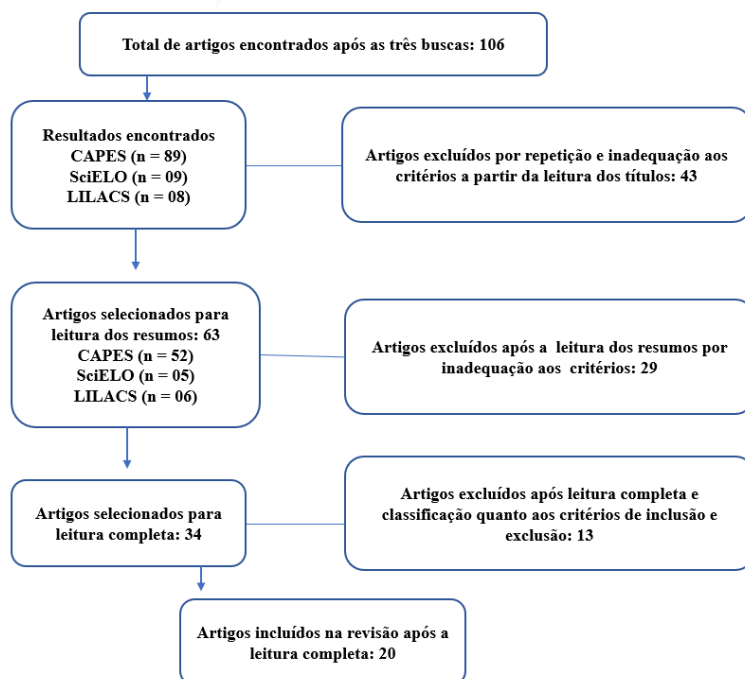 Total de artigos encontrados após as três buscas: 106
Resultados encontrados
CAPES (n = 89)
SciELO (n = 09)
LILACS (n = 08)
Artigos excluídos por repetição e inadequação aos
critérios a partir da leitura dos títulos: 43
Artigos selecionados para
leitura dos resumos: 63
CAPES (n = 52)
SciELO (n = 05)
LILACS (n = 06)
Artigos excluídos após a leitura dos resumos por
inadequação aos critérios: 29
Artigos selecionados para
leitura completa: 34
Artigos excluídos após leitura completa e
classificação quanto aos critérios de inclusão e
exclusão: 13
Artigos incluídos na revisão após a
leitura completa: 20